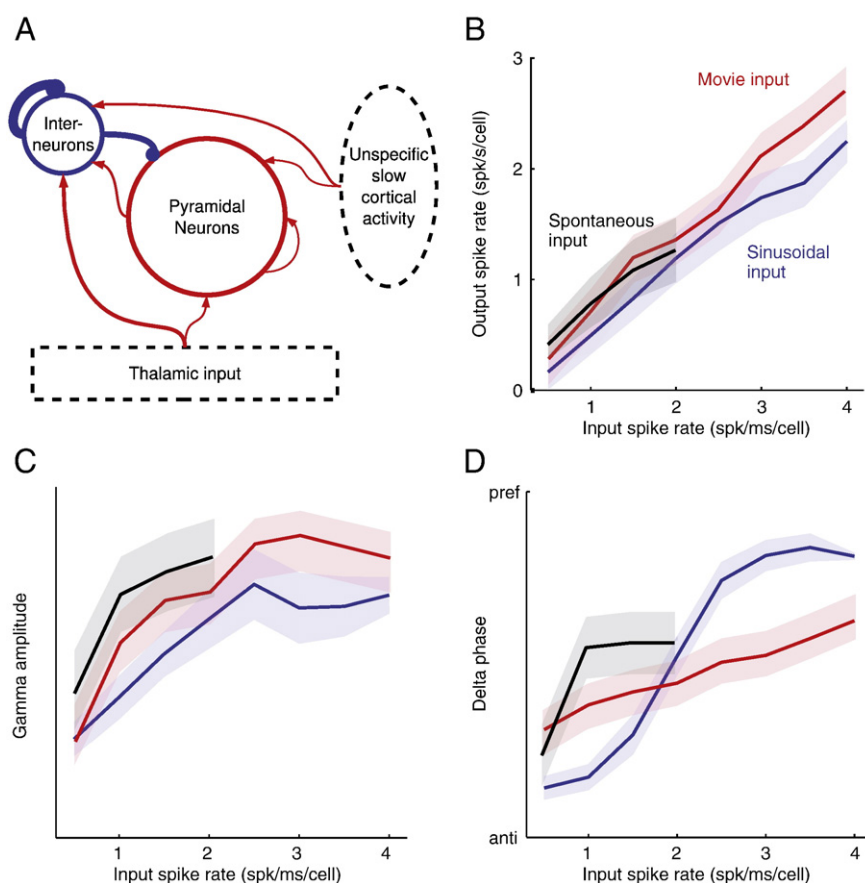 A
Inter-
neurons
Pyramidal
Neurons
Unspecific
slow
cortical
activity
Thalamic input
B
3
2
1
0
Output spike rate (spk/s/cell)
Movie input
Spontaneous
input
Sinusoidal
input
1 2 3 4
Input spike rate (spk/ms/cell)
C
Gamma amplitude
1 2 3 4
Input spike rate (spk/ms/cell)
D
pref
Delta phase
anti
1 2 3 4
Input spike rate (spk/ms/cell)